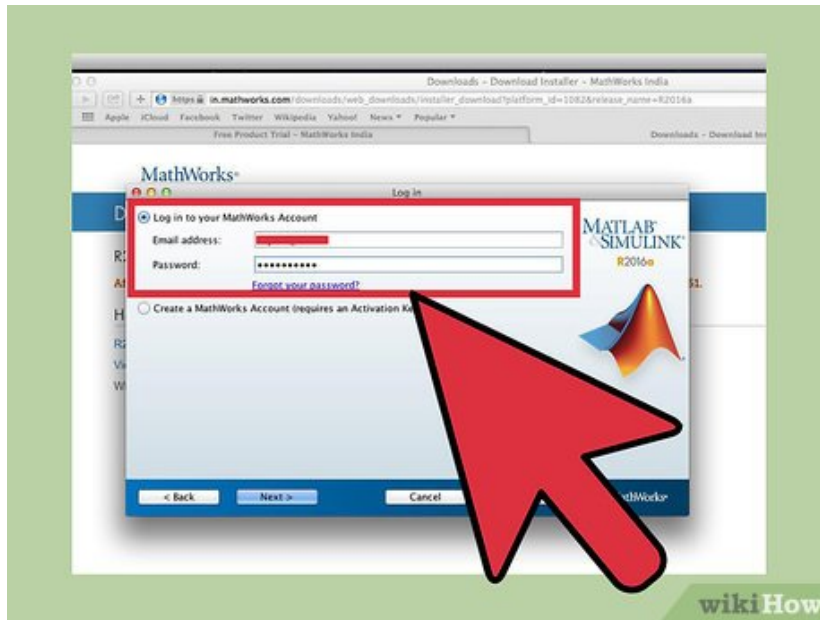 Downloads - Download Installer - MathWorks India
https in.mathworks.com/downloads/web_downloads/installer_download?platform_id=1082&release_name=R2016a
Apple iCloud Facebook Twitter Wikipedia Yahoo! News Popular
Free Product Trial - MathWorks India
Downloads - Download Ins
MathWorks®
Log in
Log in to your MathWorks Account
Email address:
Password:
Forgot your password?
Create a MathWorks Account (requires an Activation Ke
MATLAB®
&SIMULINK®
R2016a
< Back Next > Cancel
thWorks®
wikiHow